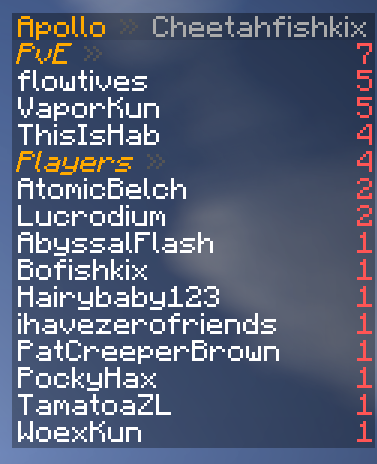 Apollo » Cheetahfishkix
PvE » 7
flowtives 5
VaporKun 5
ThisIsHab 4
Players » 4
AtomicBelch 2
Lucrodium 2
AbyssalFlash 1
Bofishkix 1
Hairybaby123 1
ihavezerofriends 1
PatCreeperBrown 1
PockyHax 1
TamatoaZL 1
WoexKun 1